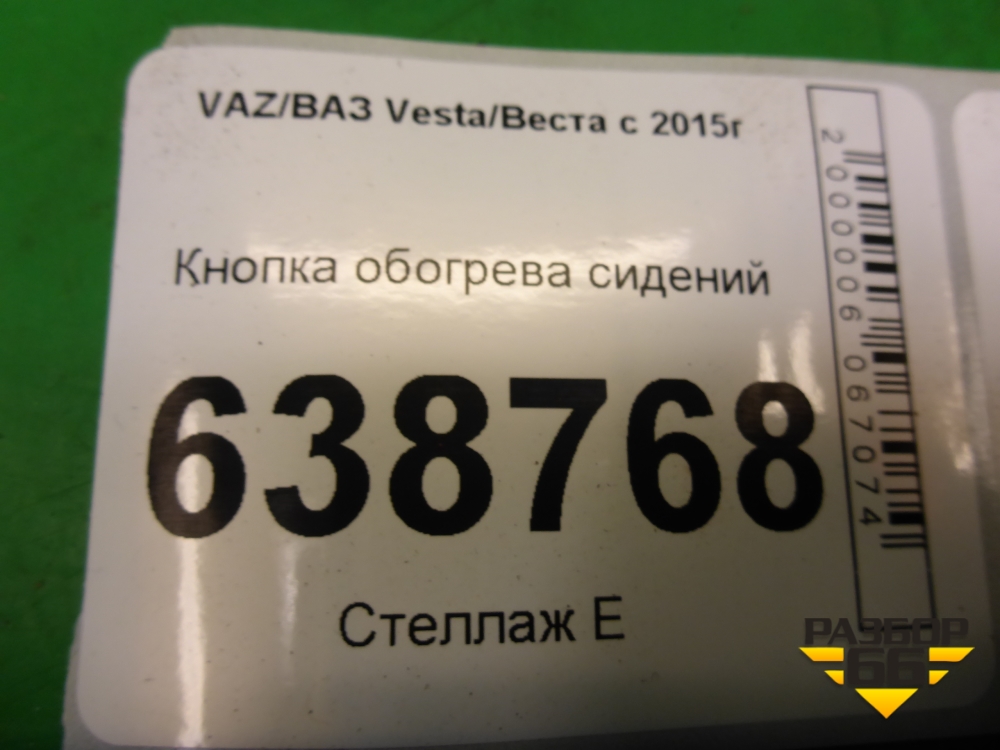 VAZ/ВАЗ Vesta/Веста с 2015г
Кнопка обогрева сидений
638768
Стеллаж Е
2000006067074
РАЗБОР
66